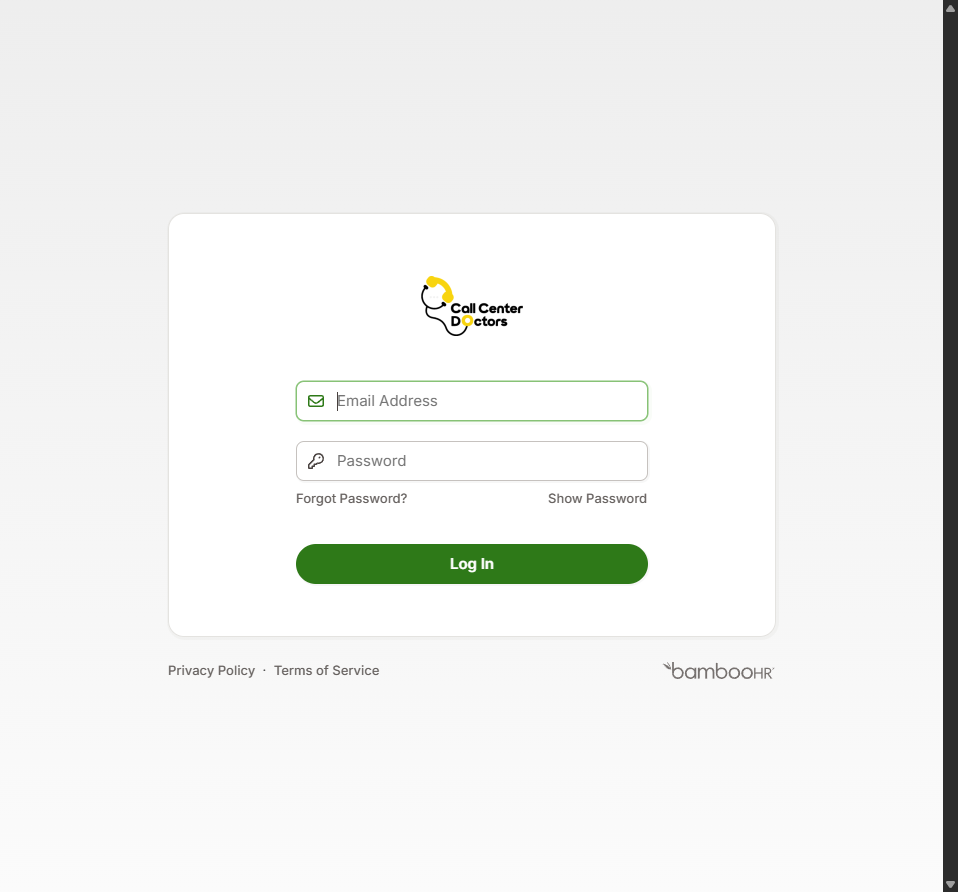 Call Center
Doctors
Email Address
Password
Forgot Password? Show Password
Log In
Privacy Policy · Terms of Service bambooHR